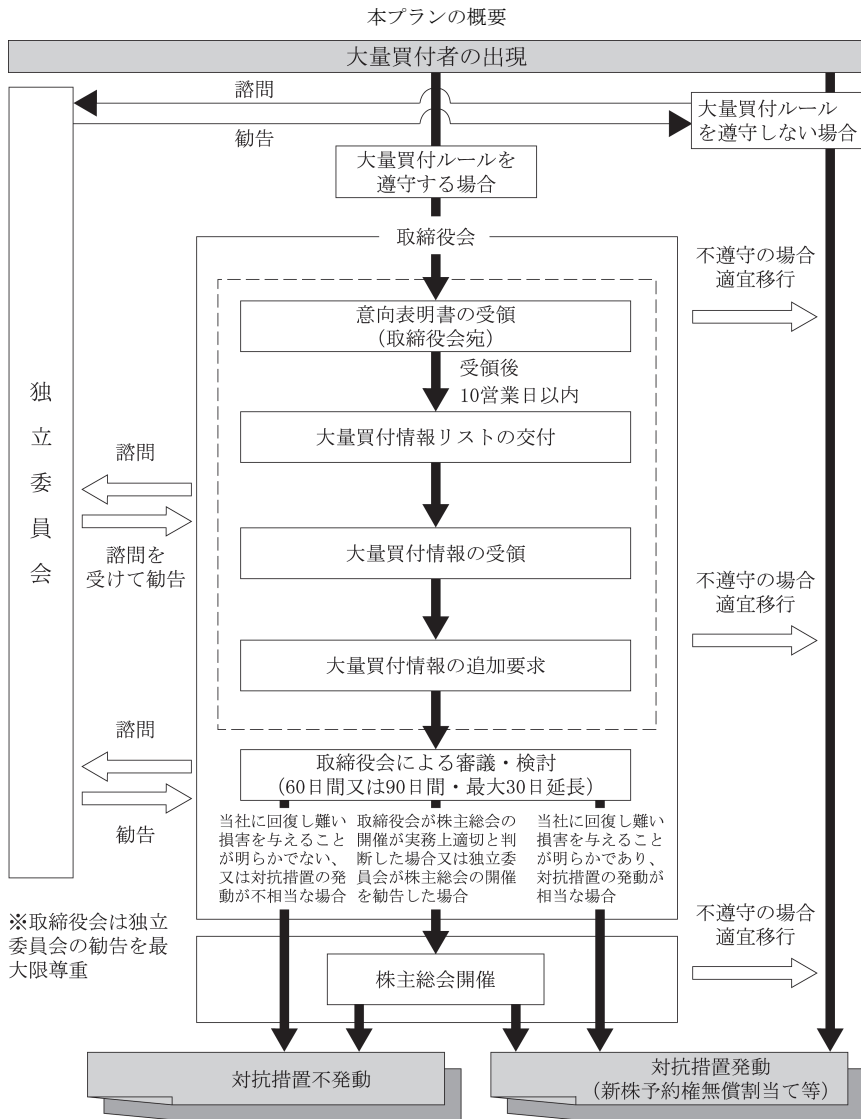 本プランの概要
大量買付者の出現
諮問
勧告
大量買付ルール
を遵守しない場合
大量買付ルールを
遵守する場合
取締役会
不遵守の場合
適宜移行
意向表明書の受領
(取締役会宛)
受領後
10営業日以内
独立委員会
大量買付情報リストの交付
諮問
諮問を
受けて勧告
大量買付情報の受領
不遵守の場合
適宜移行
大量買付情報の追加要求
諮問
勧告
取締役会による審議・検討
(60日間又は90日間・最大30日延長)
当社に回復し難い
損害を与えること
が明らかでない、
又は対抗措置の発
動が不相当な場合
取締役会が株主総会の
開催が実務上適切と判
断した場合又は独立委
員会が株主総会の開催
を勧告した場合
当社に回復し難い
損害を与えること
が明らかであり、
対抗措置の発動が
相当な場合
※取締役会は独立
委員会の勧告を最
大限尊重
不遵守の場合
適宜移行
株主総会開催
対抗措置不発動
対抗措置発動
(新株予約権無償割当て等)